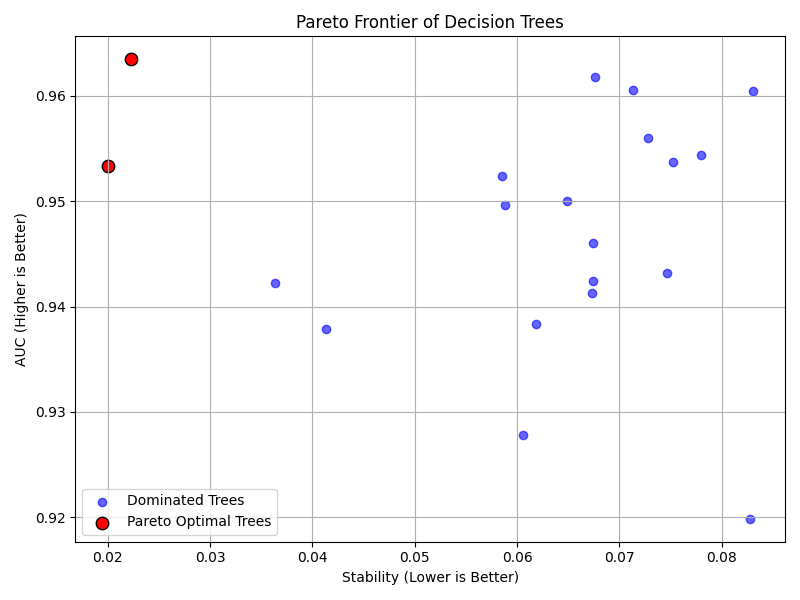 Pareto Frontier of Decision Trees
AUC (Higher is Better)
0.96
0.95
0.94
0.93
0.92
Dominated Trees
Pareto Optimal Trees
0.02 0.03 0.04 0.05 0.06 0.07 0.08
Stability (Lower is Better)